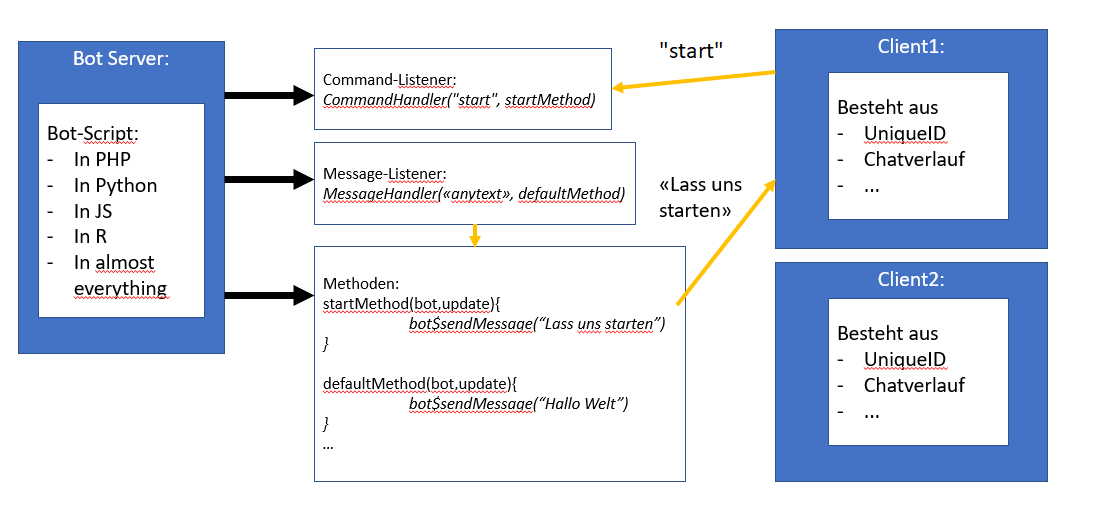 Bot Server:
Bot-Script:
- In PHP
- In Python
- In JS
- In R
- In almost
everything
Command-Listener:
CommandHandler("start", startMethod)
Message-Listener:
MessageHandler(«anytext», defaultMethod)
Methoden:
startMethod(bot,update){
bot$sendMessage(“Lass uns starten”)
}
defaultMethod(bot,update){
bot$sendMessage(“Hallo Welt”)
}
…
"start"
«Lass uns
starten»
Client1:
Besteht aus
- UniqueID
- Chatverlauf
- ...
Client2:
Besteht aus
- UniqueID
- Chatverlauf
- ...